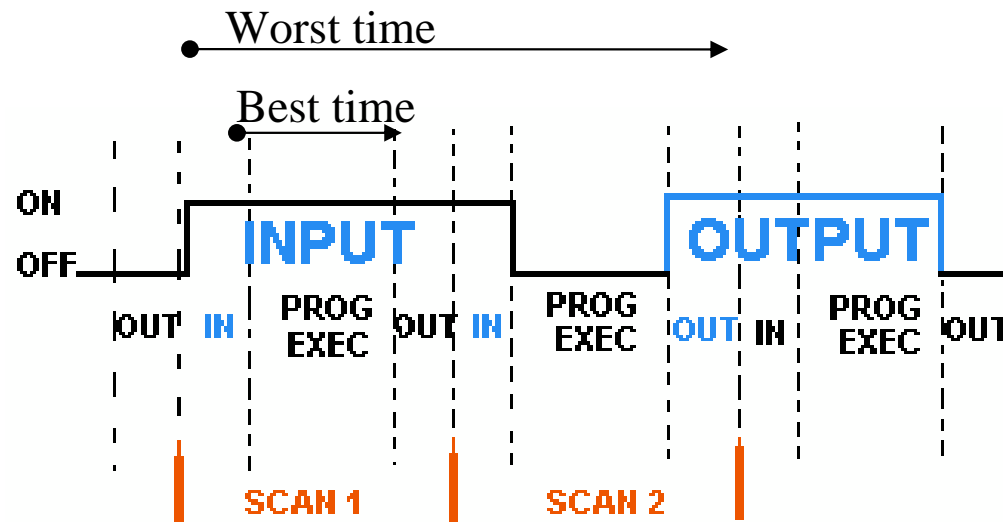 Worst time
Best time
ON
OFF
INPUT
OUTPUT
OUT IN PROG EXEC OUT IN PROG EXEC OUT IN PROG EXEC OUT
SCAN 1 SCAN 2